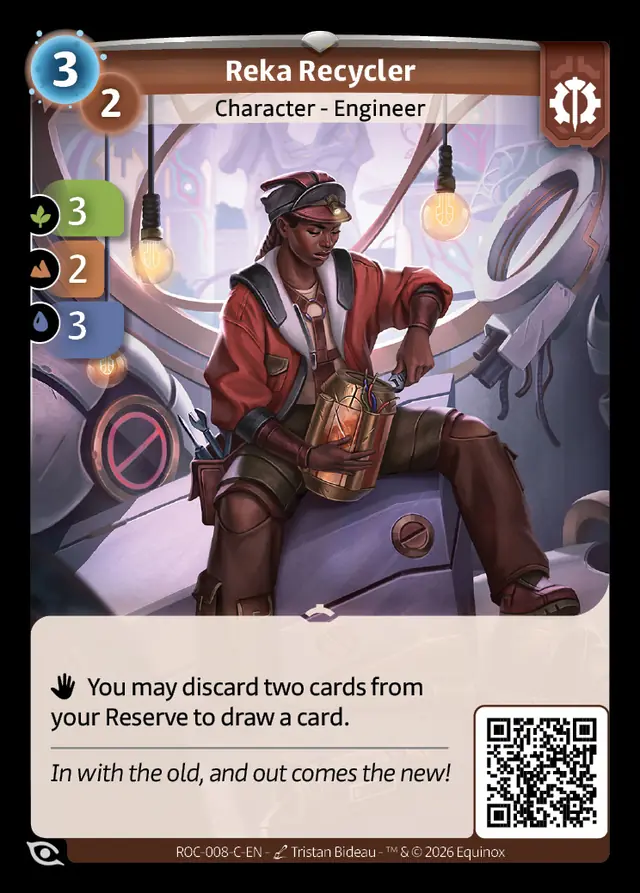 3
Reka Recycler
2
Character - Engineer
3
2
3
You may discard two cards from
your Reserve to draw a card.
In with the old, and out comes the new!
ROC-008-C-EN - Tristan Bideau - ™ & © 2026 Equinox